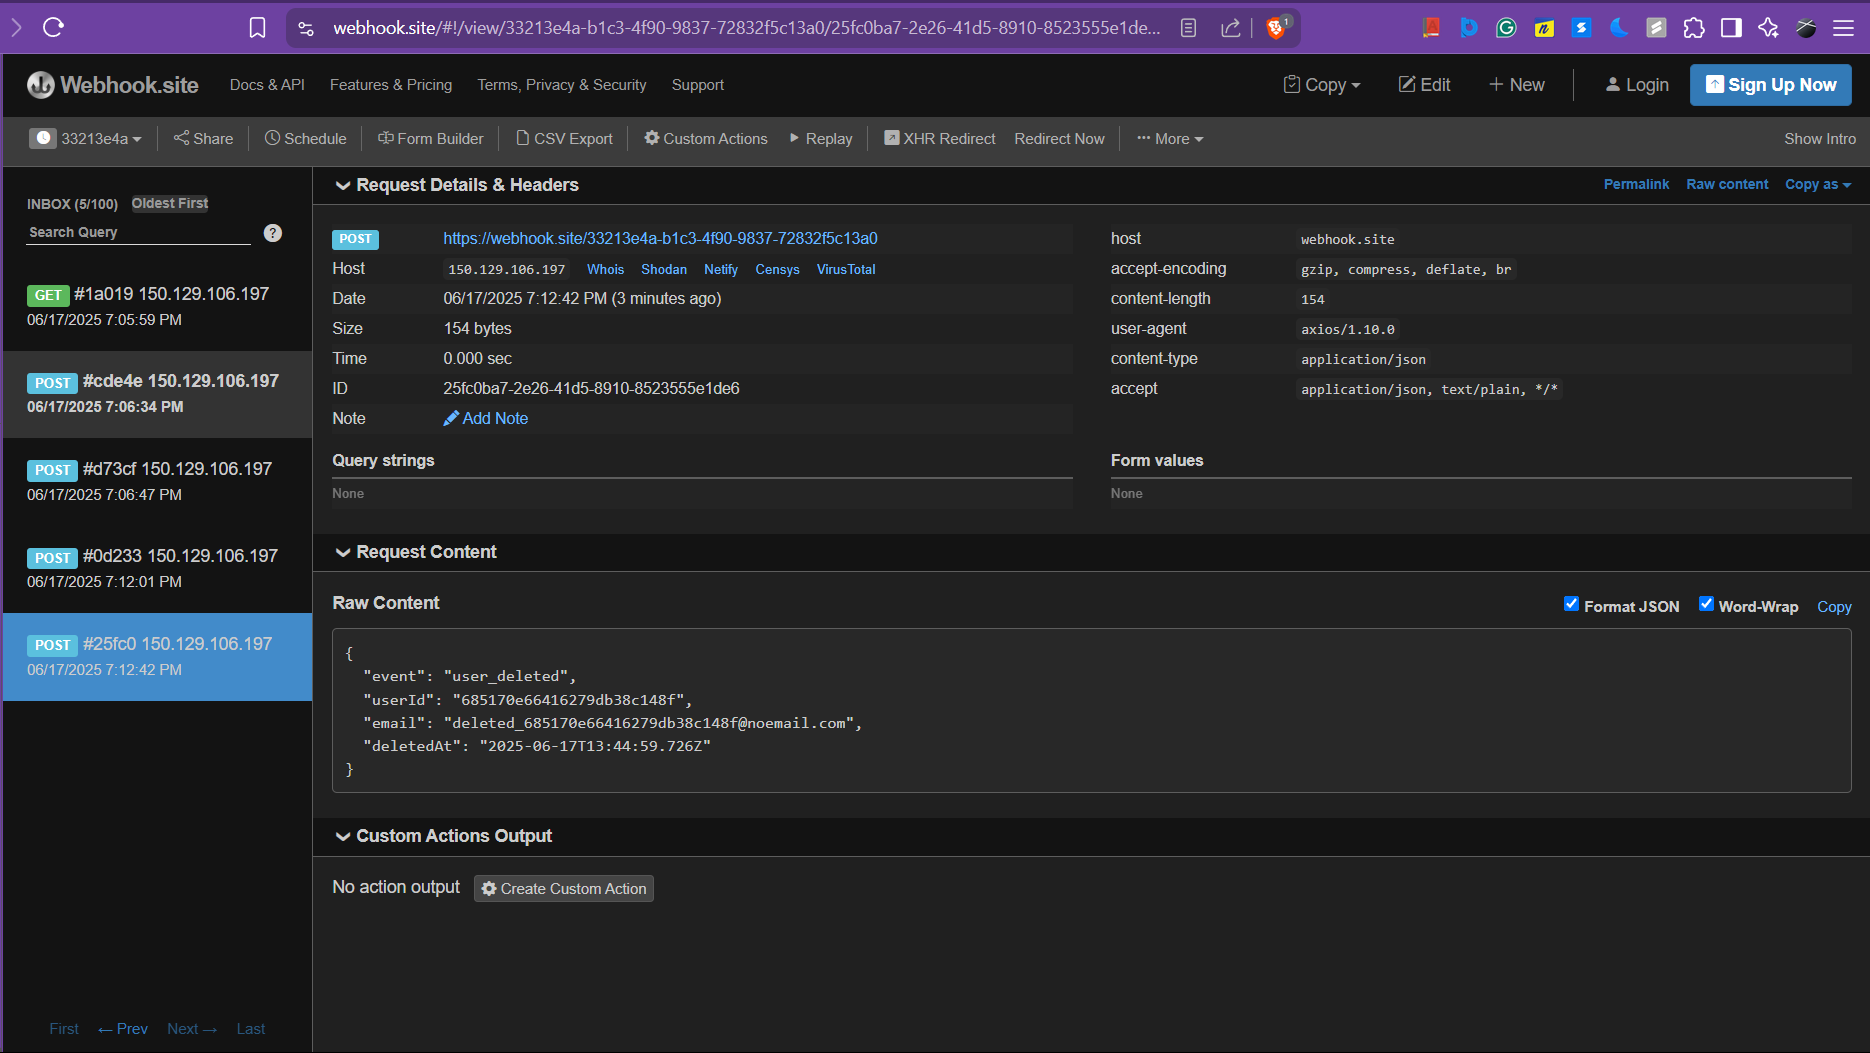 webhook.site/#!/view/33213e4a-b1c3-4f90-9837-72832f5c13a0/25fc0ba7-2e26-41d5-8910-8523555e1de... 1
Webhook.site Docs & API Features & Pricing Terms, Privacy & Security Support Copy Edit + New Login Sign Up Now
33213e4a Share Schedule Form Builder CSV Export Custom Actions Replay XHR Redirect Redirect Now ··· More Show Intro
INBOX (5/100) Oldest First
Search Query ?
GET #1a019 150.129.106.197
06/17/2025 7:05:59 PM
POST #cde4e 150.129.106.197
06/17/2025 7:06:34 PM
POST #d73cf 150.129.106.197
06/17/2025 7:06:47 PM
POST #0d233 150.129.106.197
06/17/2025 7:12:01 PM
POST #25fc0 150.129.106.197
06/17/2025 7:12:42 PM
First ← Prev Next → Last
Request Details & Headers Permalink Raw content Copy as
POST https://webhook.site/33213e4a-b1c3-4f90-9837-72832f5c13a0
Host 150.129.106.197 Whois Shodan Netify Censys VirusTotal
Date 06/17/2025 7:12:42 PM (3 minutes ago)
Size 154 bytes
Time 0.000 sec
ID 25fc0ba7-2e26-41d5-8910-8523555e1de6
Note Add Note
host webhook.site
accept-encoding gzip, compress, deflate, br
content-length 154
user-agent axios/1.10.0
content-type application/json
accept application/json, text/plain, */*
Query strings
None
Form values
None
Request Content
Raw Content Format JSON Word-Wrap Copy
{
"event": "user_deleted",
"userId": "685170e66416279db38c148f",
"email": "deleted_685170e66416279db38c148f@noemail.com",
"deletedAt": "2025-06-17T13:44:59.726Z"
}
Custom Actions Output
No action output Create Custom Action